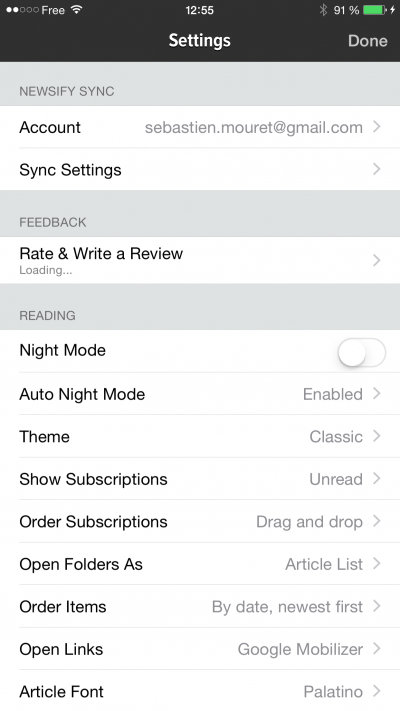 Free 12:55 91 %
Settings Done
NEWSIFY SYNC
Account sebastien.mouret@gmail.com
Sync Settings
FEEDBACK
Rate & Write a Review
Loading...
READING
Night Mode
Auto Night Mode Enabled
Theme Classic
Show Subscriptions Unread
Order Subscriptions Drag and drop
Open Folders As Article List
Order Items By date, newest first
Open Links Google Mobilizer
Article Font Palatino